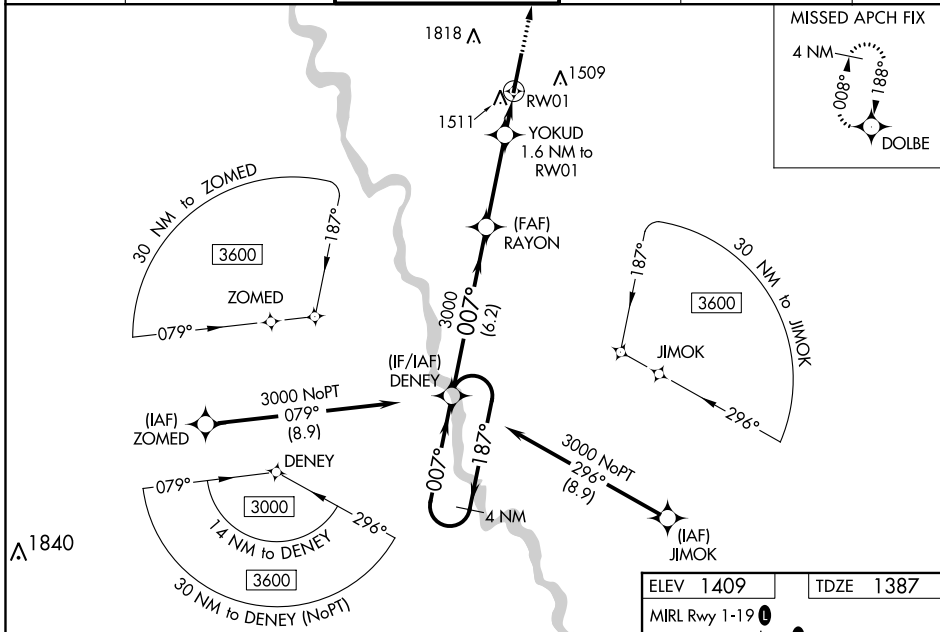 MISSED APCH FIX
4 NM
008°
188°
DOLBE
1818
1509
RW01
1511
YOKUD
1.6 NM to
RW01
(FAF)
RAYON
30 NM to ZOMED
187°
3600
ZOMED
079°
30 NM to JIMOK
187°
3600
JIMOK
296°
3000
007°
(6.2)
(IF/IAF)
DENEY
3000 NoPT
079°
(8.9)
(IAF)
ZOMED
007°
187°
4 NM
3000 NoPT
296°
(8.9)
(IAF)
JIMOK
DENEY
079°
296°
3000
14 NM to DENEY
3600
30 NM to DENEY (NoPT)
1840
ELEV 1409
TDZE 1387
MIRL Rwy 1-19 L